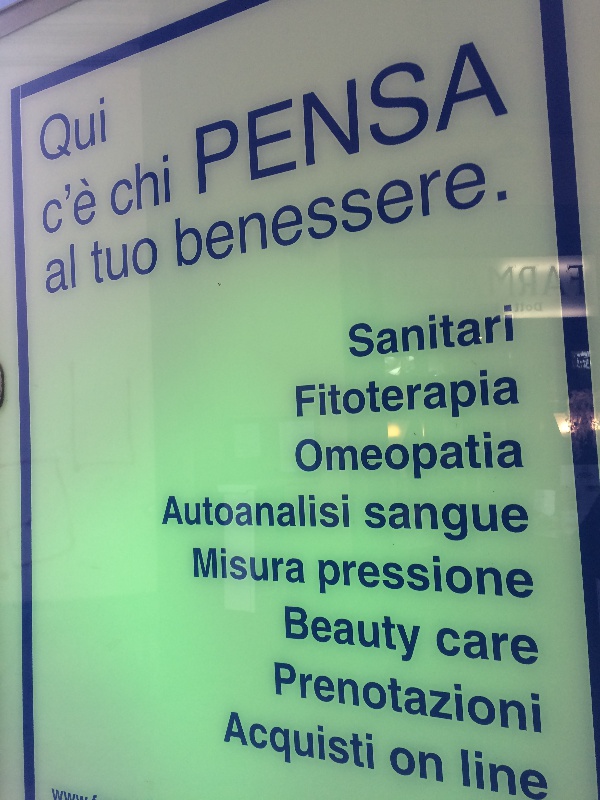 Qui
c'è chi PENSA
al tuo benessere.
Sanitari
Fitoterapia
Omeopatia
Autoanalisi sangue
Misura pressione
Beauty care
Prenotazioni
Acquisti on line